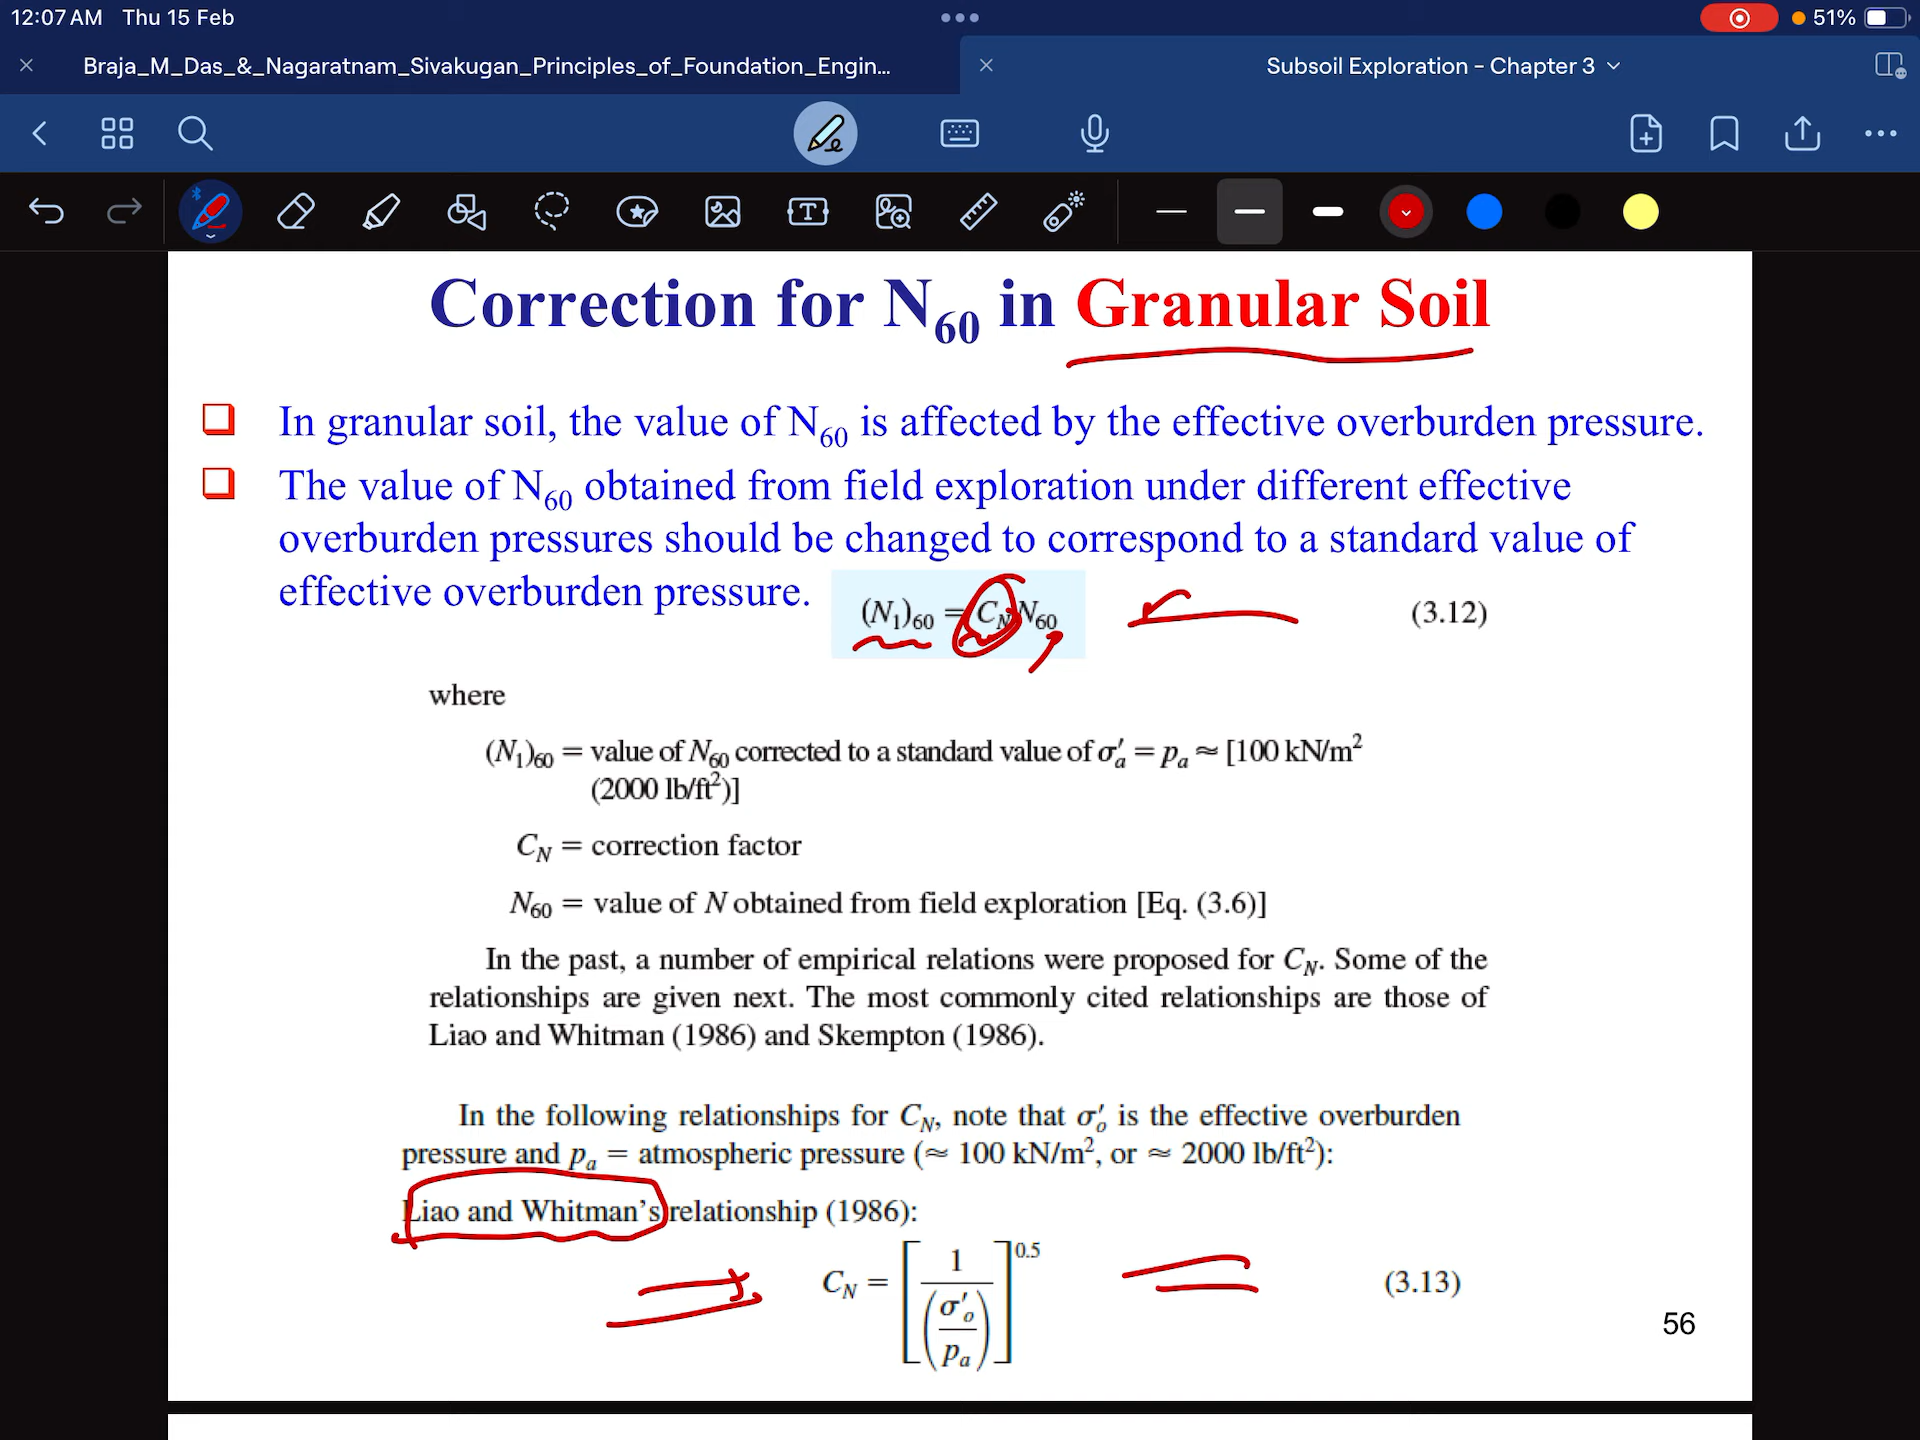 12:07 AM Thu 15 Feb
51%
Braja_M_Das_&_Nagaratnam_Sivakugan_Principles_of_Foundation_Engin...
Subsoil Exploration - Chapter 3
Correction for N60 in Granular Soil
In granular soil, the value of N60 is affected by the effective overburden pressure.
The value of N60 obtained from field exploration under different effective
overburden pressures should be changed to correspond to a standard value of
effective overburden pressure.
(N1)60 = CN N60 (3.12)
where
(N1)60 = value of N60 corrected to a standard value of σ′a = pa ≈ [100 kN/m²
(2000 lb/ft²)]
CN = correction factor
N60 = value of N obtained from field exploration [Eq. (3.6)]
In the past, a number of empirical relations were proposed for CN. Some of the
relationships are given next. The most commonly cited relationships are those of
Liao and Whitman (1986) and Skempton (1986).
In the following relationships for CN, note that σ′o is the effective overburden
pressure and pa = atmospheric pressure (≈ 100 kN/m², or ≈ 2000 lb/ft²):
Liao and Whitman's relationship (1986):
CN = [1/(σ′o/pa)]^0.5 (3.13)
56